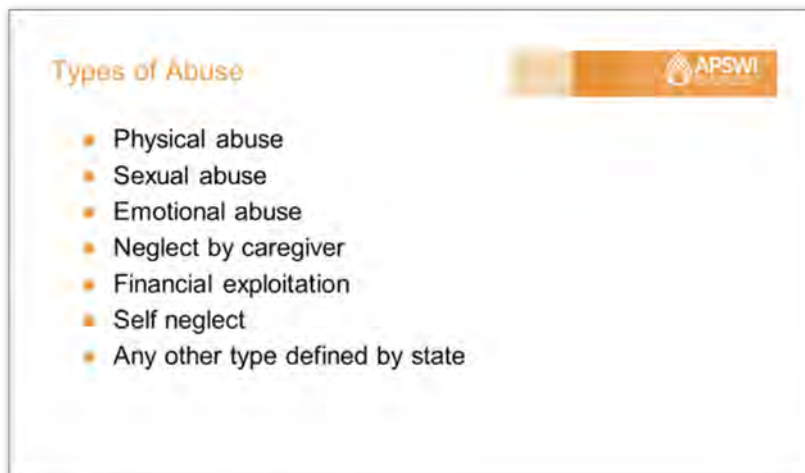 Types of Abuse
APSWI
Physical abuse
Sexual abuse
Emotional abuse
Neglect by caregiver
Financial exploitation
Self neglect
Any other type defined by state